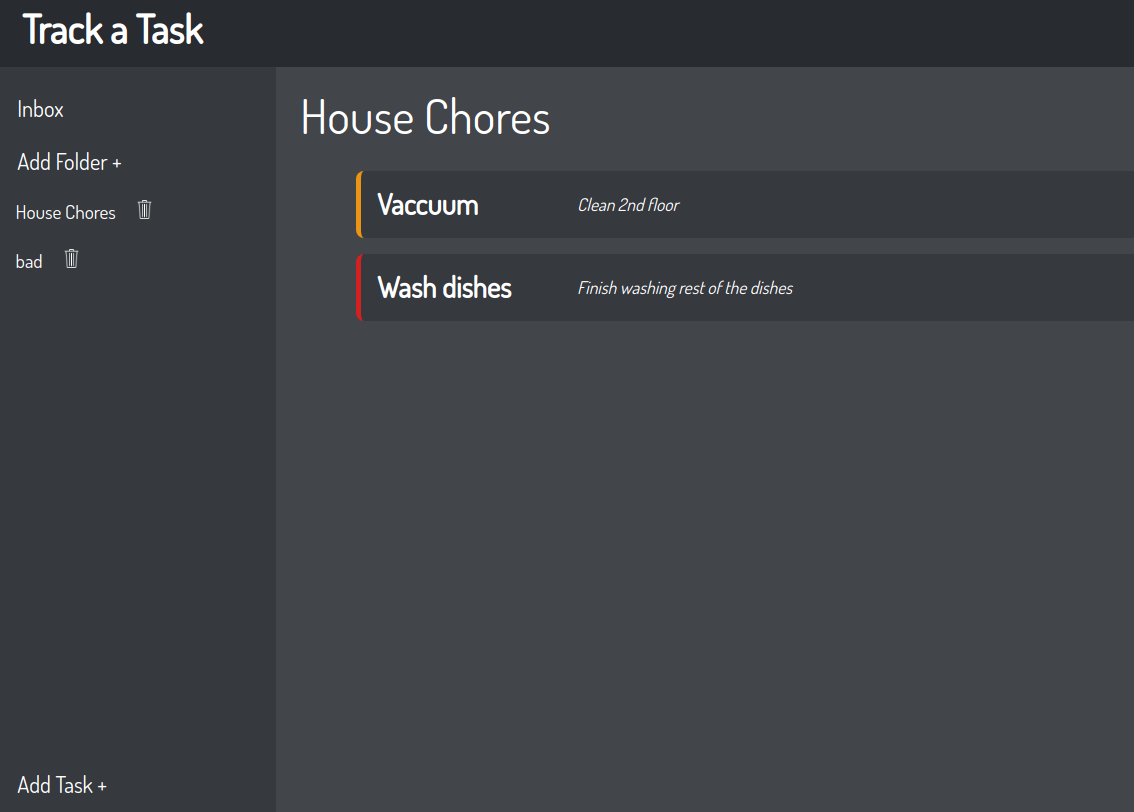 Track a Task
Inbox
Add Folder +
House Chores
bad
Add Task +
House Chores
Vaccuum
Clean 2nd floor
Wash dishes
Finish washing rest of the dishes